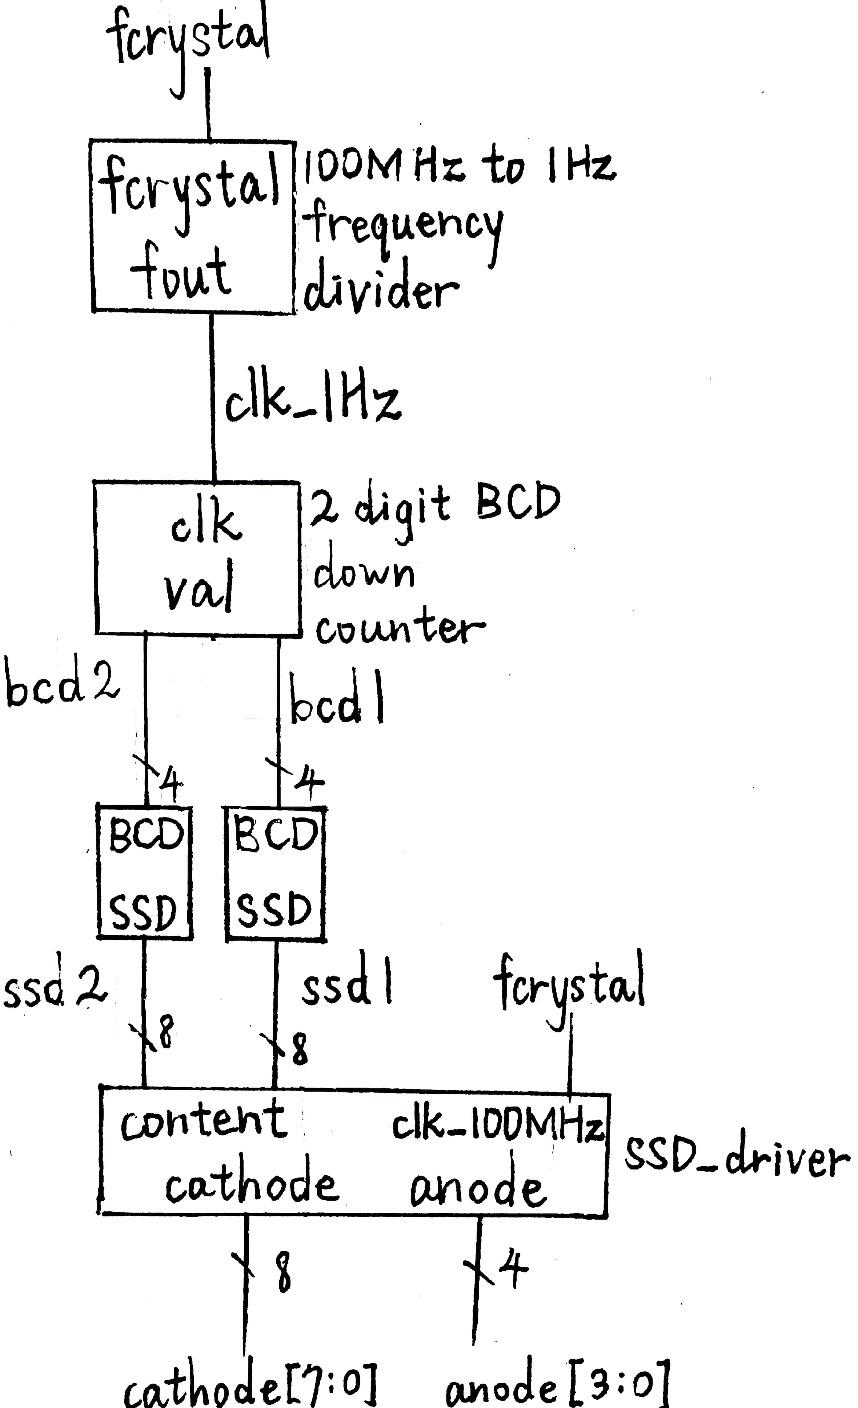 fcrystal
fcrystal
fout
100MHz to 1Hz
frequency
divider
clk_1Hz
clk
val
2 digit BCD
down
counter
bcd2
bcd1
4
4
BCD
SSD
BCD
SSD
ssd2
ssd1
fcrystal
8
8
content
clk_100MHz
cathode
anode
SSD_driver
8
4
cathode[7:0]
anode[3:0]